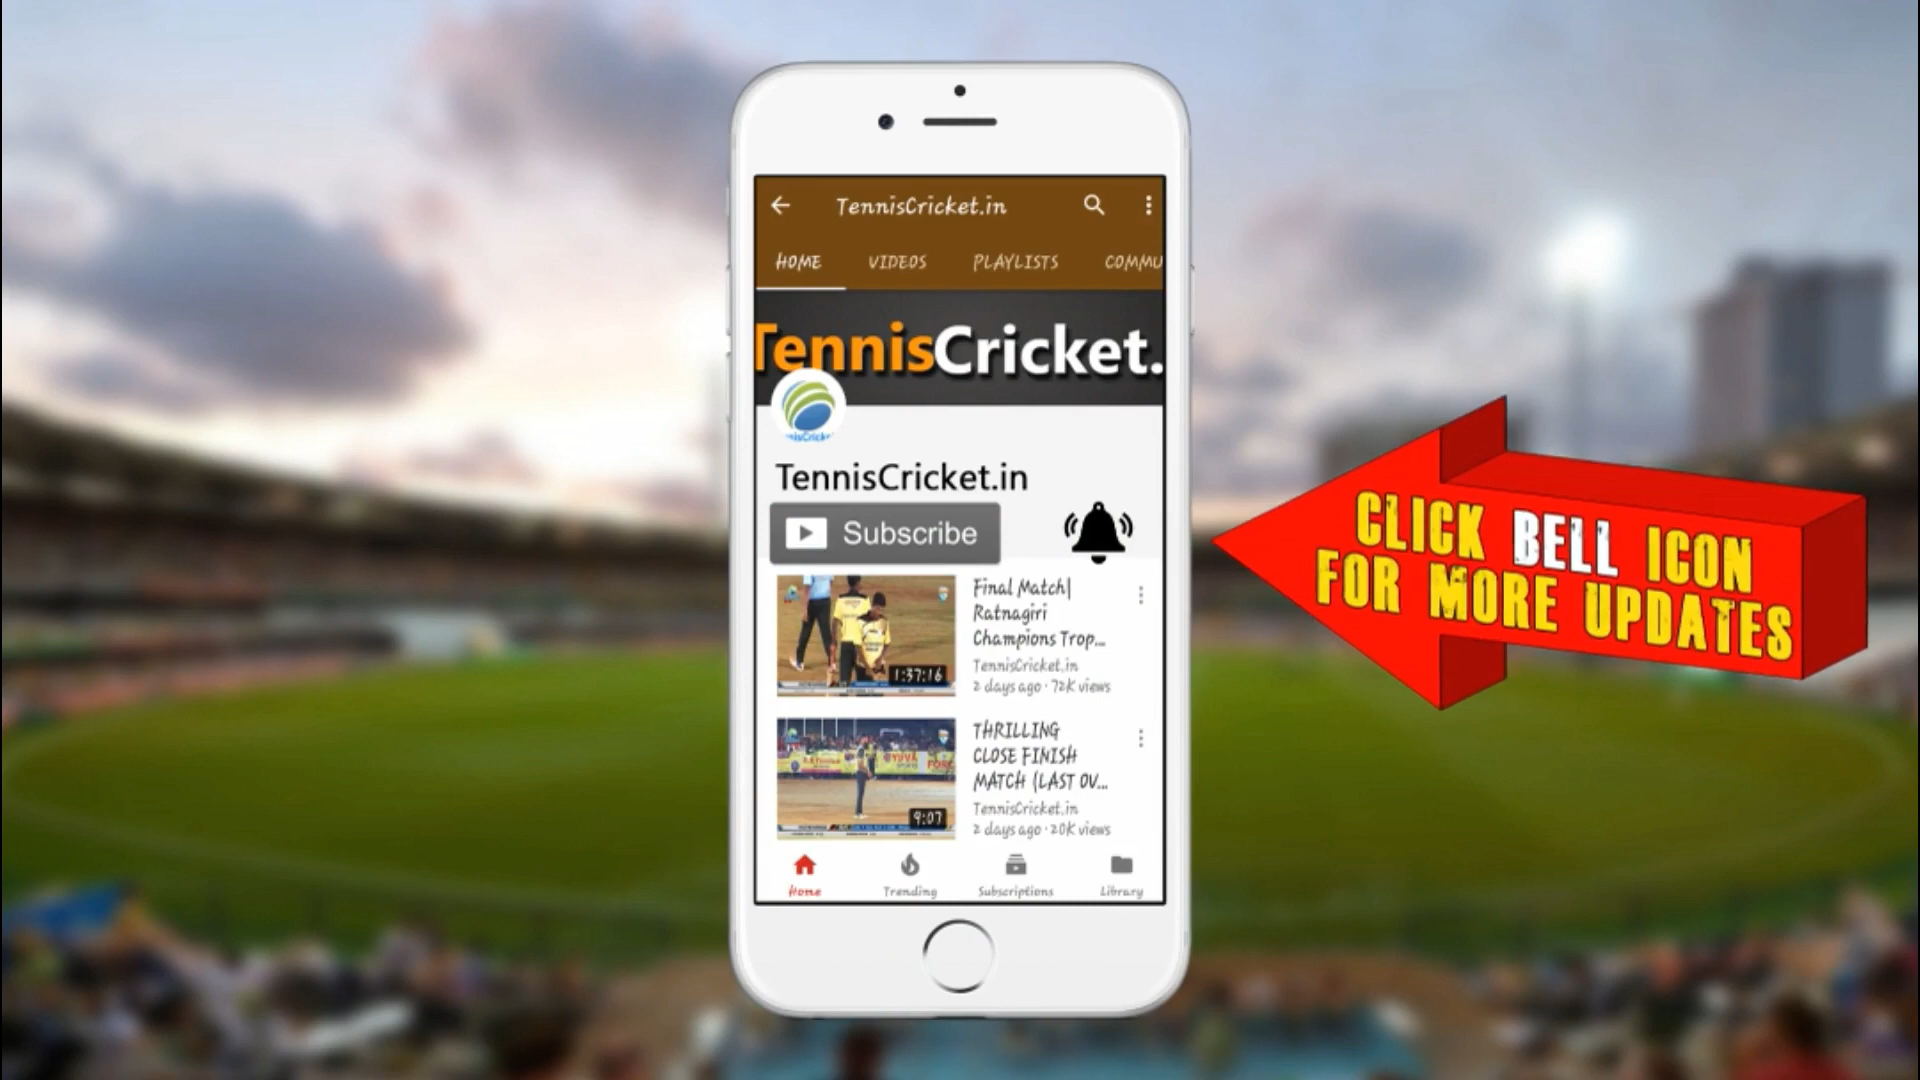 TennisCricket.in
HOME VIDEOS PLAYLISTS COMMU
TennisCricket.
TennisCricket.in
Subscribe
Final Match|
Ratnagiri
Champions Trop...
TennisCricket.in
2 days ago · 72K views
1:37:16
THRILLING
CLOSE FINISH
MATCH (LAST OV...
TennisCricket.in
2 days ago · 20K views
9:07
Home Trending Subscriptions Library
CLICK BELL ICON
FOR MORE UPDATES